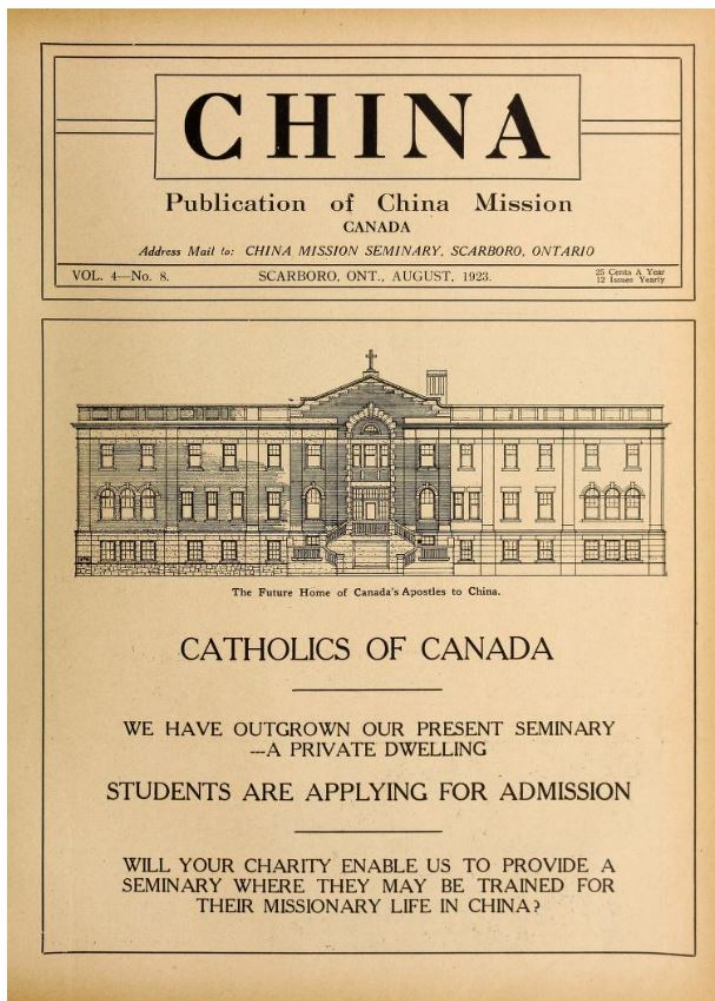 CHINA
Publication of China Mission
CANADA
Address Mail to: CHINA MISSION SEMINARY, SCARBORO, ONTARIO
VOL. 4—No. 8. SCARBORO, ONT., AUGUST, 1923. 25 Cents A Year
12 Issues Yearly
The Future Home of Canada's Apostles to China.
CATHOLICS OF CANADA
WE HAVE OUTGROWN OUR PRESENT SEMINARY
—A PRIVATE DWELLING
STUDENTS ARE APPLYING FOR ADMISSION
WILL YOUR CHARITY ENABLE US TO PROVIDE A
SEMINARY WHERE THEY MAY BE TRAINED FOR
THEIR MISSIONARY LIFE IN CHINA?